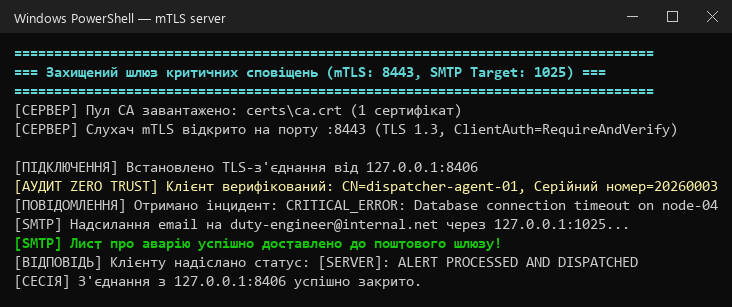 Windows PowerShell — mTLS server
================================================================================
=== Захищений шлюз критичних сповіщень (mTLS: 8443, SMTP Target: 1025) ===
================================================================================
[СЕРВЕР] Пул CA завантажено: certs\ca.crt (1 сертифікат)
[СЕРВЕР] Слухач mTLS відкрито на порту :8443 (TLS 1.3, ClientAuth=RequireAndVerify)
[ПІДКЛЮЧЕННЯ] Встановлено TLS-з'єднання від 127.0.0.1:8406
[АУДИТ ZERO TRUST] Клієнт верифікований: CN=dispatcher-agent-01, Серійний номер=20260003
[ПОВІДОМЛЕННЯ] Отримано інцидент: CRITICAL_ERROR: Database connection timeout on node-04
[SMTP] Надсилання email на duty-engineer@internal.net через 127.0.0.1:1025...
[SMTP] Лист про аварію успішно доставлено до поштового шлюзу!
[ВІДПОВІДЬ] Клієнту надіслано статус: [SERVER]: ALERT PROCESSED AND DISPATCHED
[СЕСІЯ] З'єднання з 127.0.0.1:8406 успішно закрито.